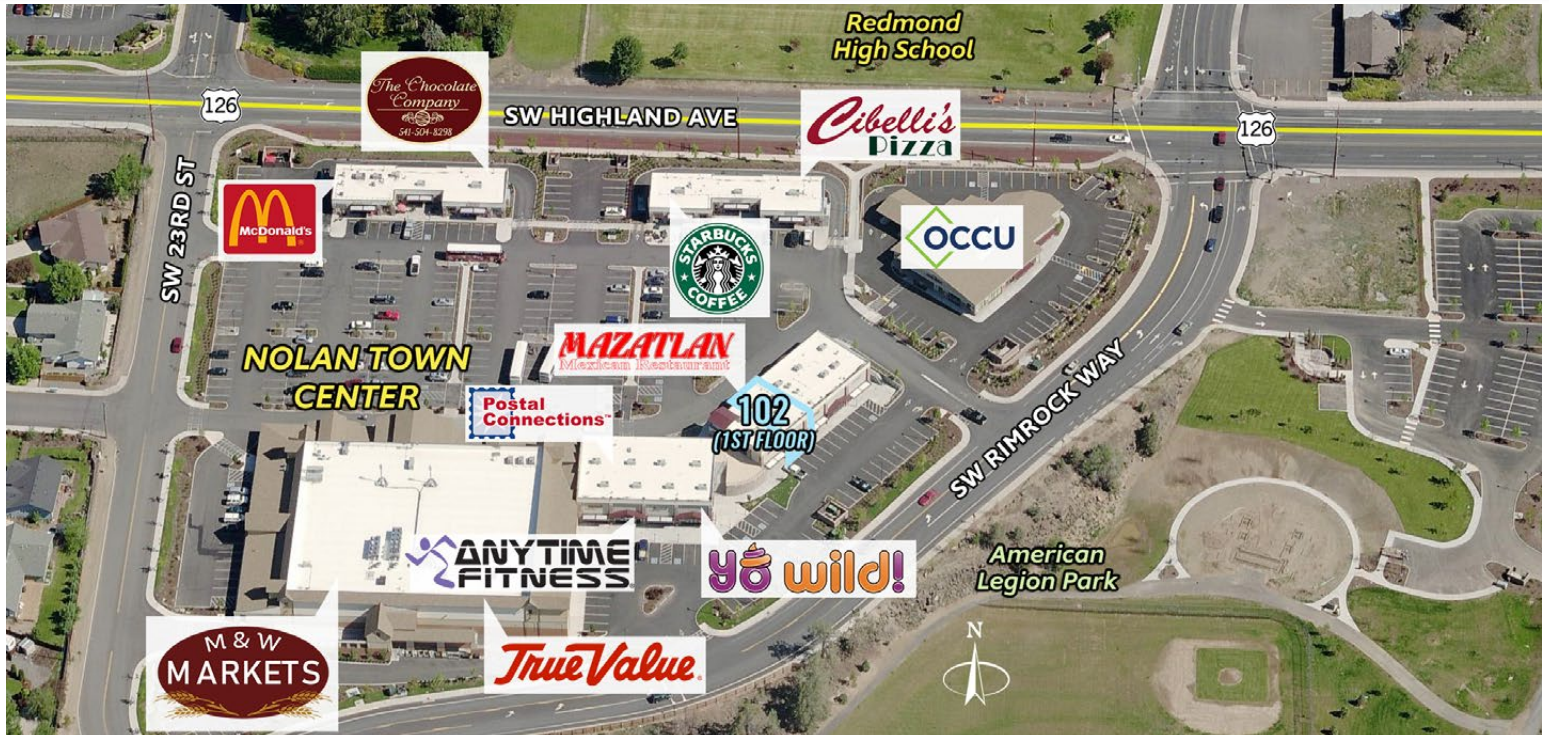 Redmond
High School
126
The Chocolate
Company
541-504-8298
SW HIGHLAND AVE
Cibelli's
Pizza
126
SW 23RD ST
McDonald's
STARBUCKS
COFFEE
OCCU
NOLAN TOWN
CENTER
MAZATLAN
Mexican Restaurant
Postal
Connections™
102
(1ST FLOOR)
SW RIMROCK WAY
ANYTIME
FITNESS
yo wild!
American
Legion Park
M & W
MARKETS
True Value®
N